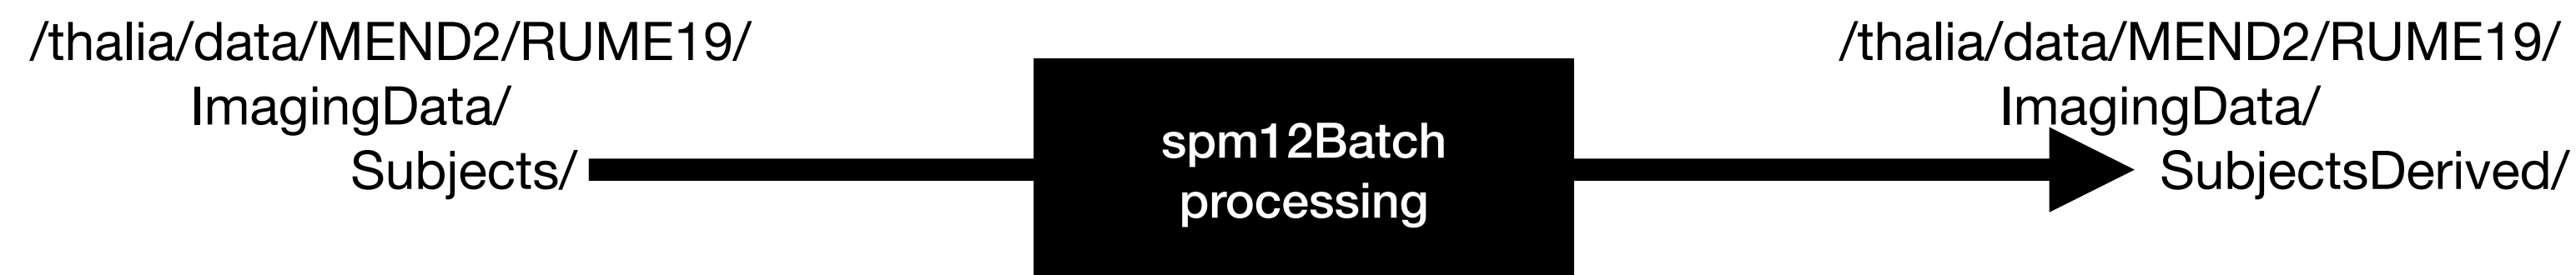 /thalia/data/MEND2/RUME19/
ImagingData/
Subjects/
spm12Batch
processing
/thalia/data/MEND2/RUME19/
ImagingData/
SubjectsDerived/